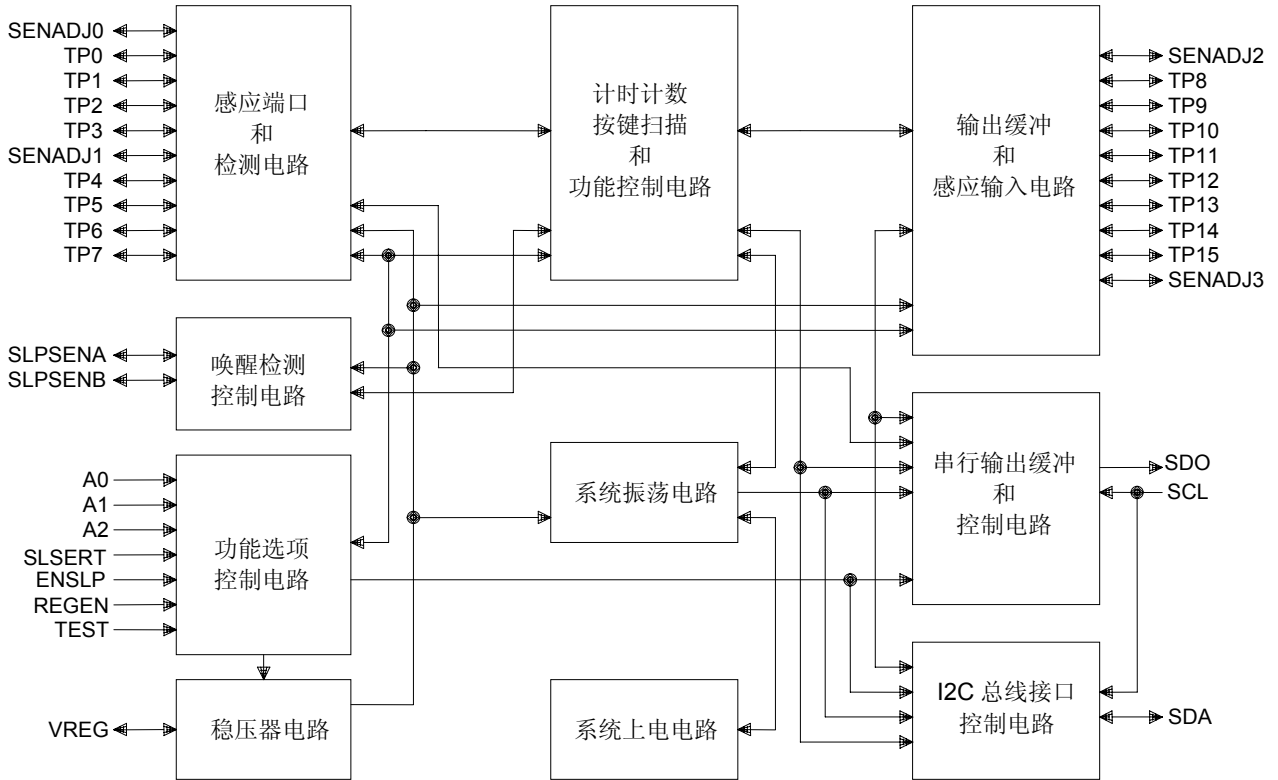 SENADJ0
TP0
TP1
TP2
TP3
SENADJ1
TP4
TP5
TP6
TP7
感应端口
和
检测电路
计时计数
按键扫描
和
功能控制电路
输出缓冲
和
感应输入电路
SENADJ2
TP8
TP9
TP10
TP11
TP12
TP13
TP14
TP15
SENADJ3
SLPSENA
SLPSENB
唤醒检测
控制电路
A0
A1
A2
SLSERT
ENSLP
REGEN
TEST
功能选项
控制电路
系统振荡电路
串行输出缓冲
和
控制电路
SDO
SCL
VREG
稳压器电路
系统上电电路
I2C 总线接口
控制电路
SDA